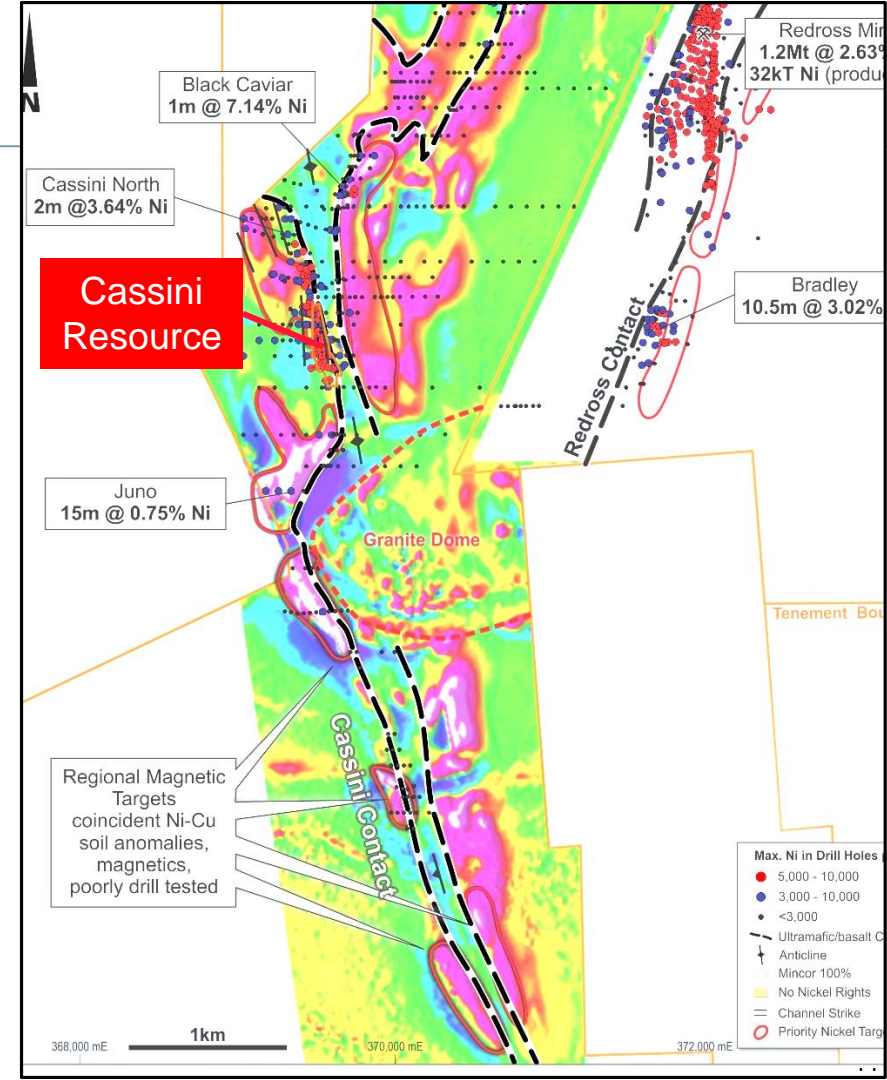 N
Redross Min
1.2Mt @ 2.63%
32kT Ni (produ
Black Caviar
1m @ 7.14% Ni
Cassini North
2m @3.64% Ni
Cassini
Resource
Bradley
10.5m @ 3.02%
Redross Contact
Juno
15m @ 0.75% Ni
Granite Dome
Tenement Bou
Cassini Contact
Regional Magnetic
Targets
coincident Ni-Cu
soil anomalies,
magnetics,
poorly drill tested
Max. Ni in Drill Holes
5,000 - 10,000
3,000 - 10,000
<3,000
Ultramafic/basalt C
Anticline
Mincor 100%
No Nickel Rights
Channel Strike
Priority Nickel Targe
1km
368,000 mE
370,000 mE
372,000 mE